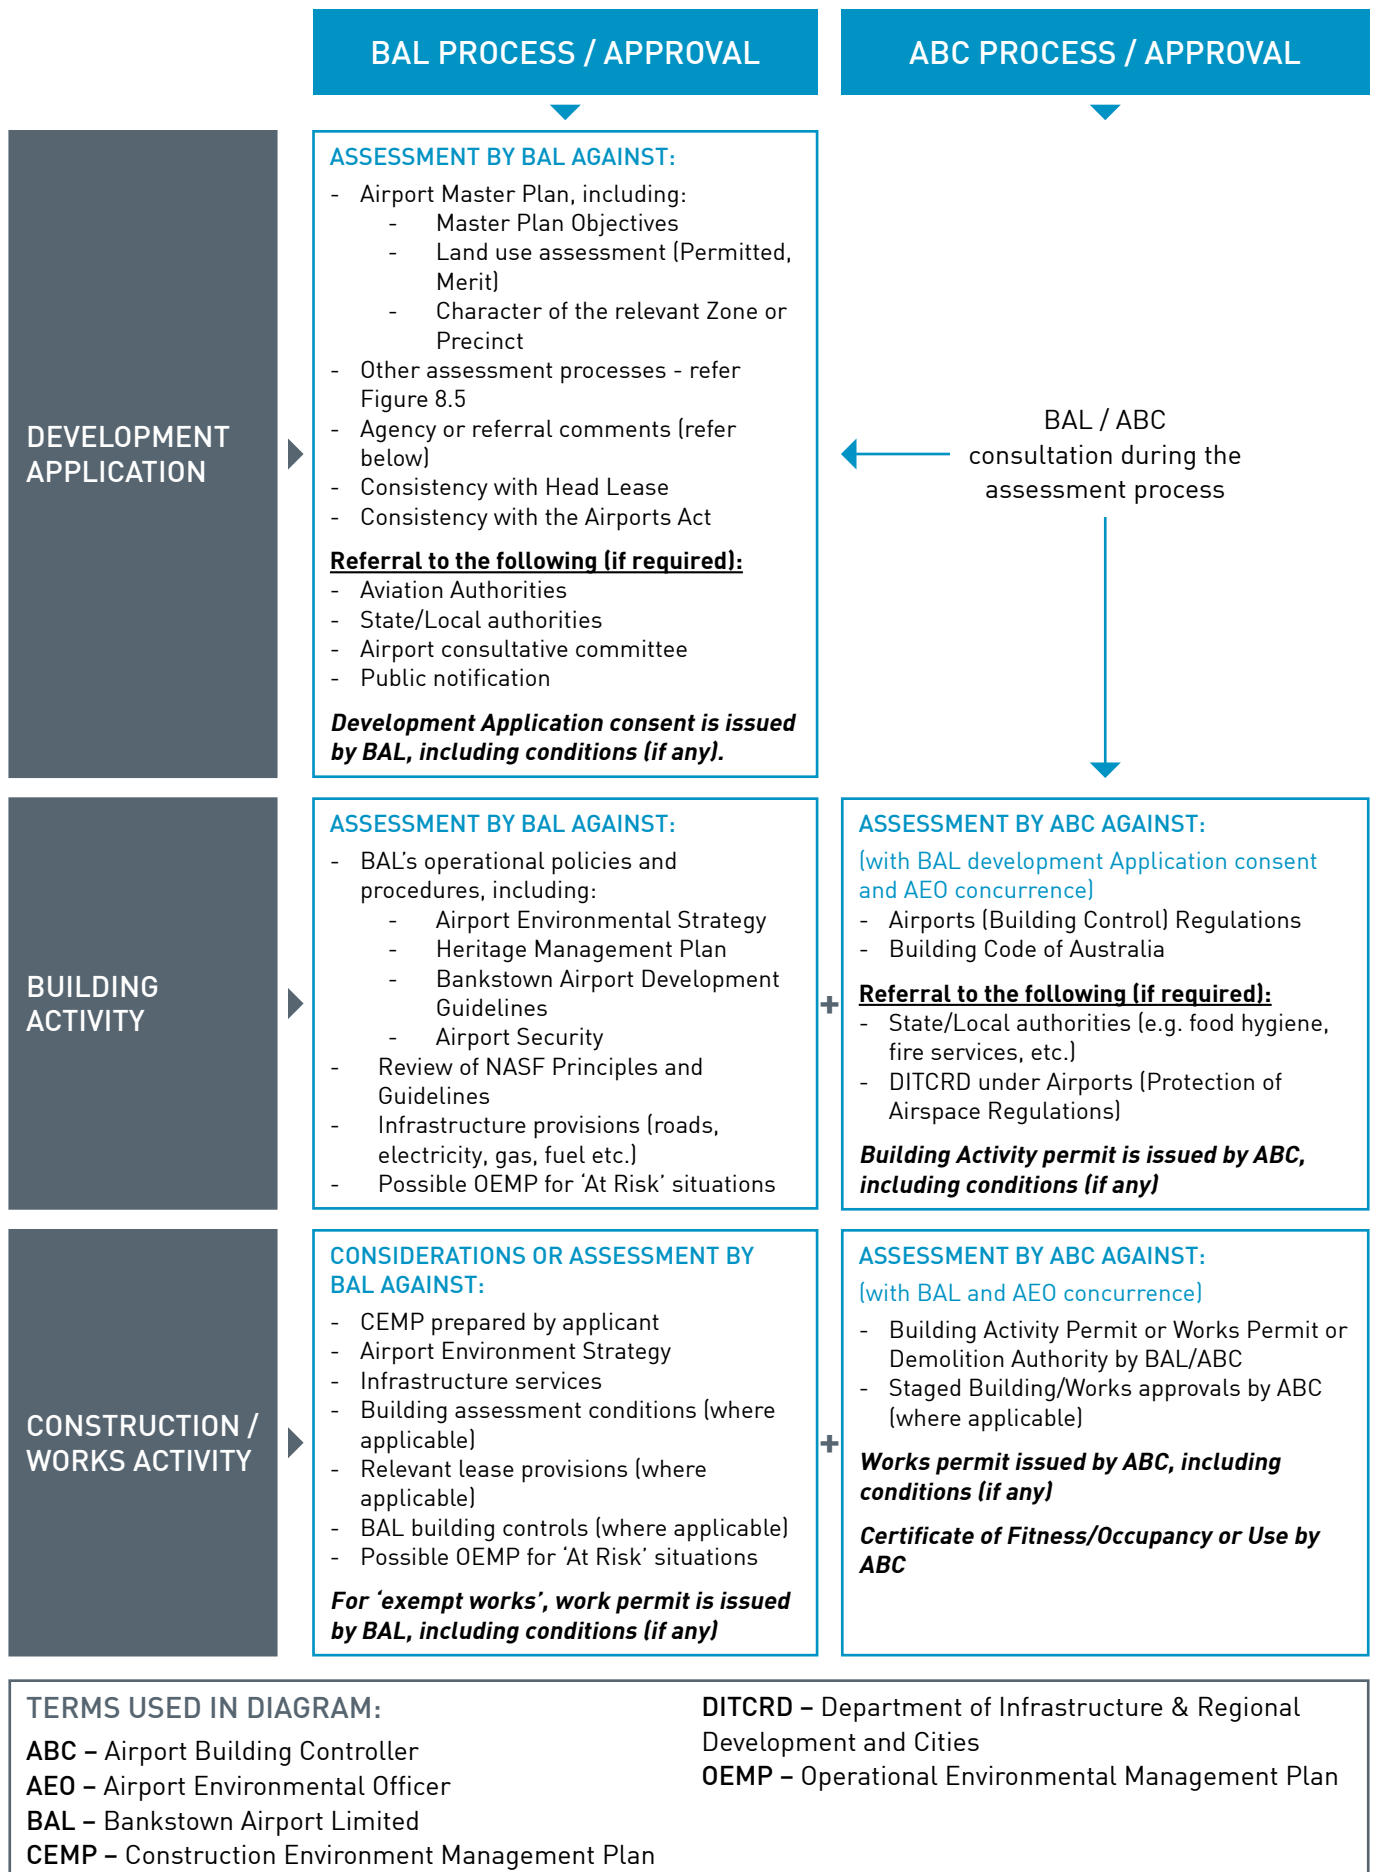 BAL PROCESS / APPROVAL
ABC PROCESS / APPROVAL
DEVELOPMENT
APPLICATION
ASSESSMENT BY BAL AGAINST:
- Airport Master Plan, including:
- Master Plan Objectives
- Land use assessment (Permitted,
Merit)
- Character of the relevant Zone or
Precinct
- Other assessment processes - refer
Figure 8.5
- Agency or referral comments (refer
below)
- Consistency with Head Lease
- Consistency with the Airports Act
Referral to the following (if required):
- Aviation Authorities
- State/Local authorities
- Airport consultative committee
- Public notification
Development Application consent is issued
by BAL, including conditions (if any).
BAL / ABC
consultation during the
assessment process
BUILDING
ACTIVITY
ASSESSMENT BY BAL AGAINST:
- BAL’s operational policies and
procedures, including:
- Airport Environmental Strategy
- Heritage Management Plan
- Bankstown Airport Development
Guidelines
- Airport Security
- Review of NASF Principles and
Guidelines
- Infrastructure provisions (roads,
electricity, gas, fuel etc.)
- Possible OEMP for ‘At Risk’ situations
+
ASSESSMENT BY ABC AGAINST:
(with BAL development Application consent
and AEO concurrence)
- Airports (Building Control) Regulations
- Building Code of Australia
Referral to the following (if required):
- State/Local authorities (e.g. food hygiene,
fire services, etc.)
- DITCRD under Airports (Protection of
Airspace Regulations)
Building Activity permit is issued by ABC,
including conditions (if any)
CONSTRUCTION /
WORKS ACTIVITY
CONSIDERATIONS OR ASSESSMENT BY
BAL AGAINST:
- CEMP prepared by applicant
- Airport Environment Strategy
- Infrastructure services
- Building assessment conditions (where
applicable)
- Relevant lease provisions (where
applicable)
- BAL building controls (where applicable)
- Possible OEMP for ‘At Risk’ situations
For ‘exempt works’, work permit is issued
by BAL, including conditions (if any)
+
ASSESSMENT BY ABC AGAINST:
(with BAL and AEO concurrence)
- Building Activity Permit or Works Permit or
Demolition Authority by BAL/ABC
- Staged Building/Works approvals by ABC
(where applicable)
Works permit issued by ABC, including
conditions (if any)
Certificate of Fitness/Occupancy or Use by
ABC
TERMS USED IN DIAGRAM:
ABC – Airport Building Controller
AEO – Airport Environmental Officer
BAL – Bankstown Airport Limited
CEMP – Construction Environment Management Plan
DITCRD – Department of Infrastructure & Regional
Development and Cities
OEMP – Operational Environmental Management Plan